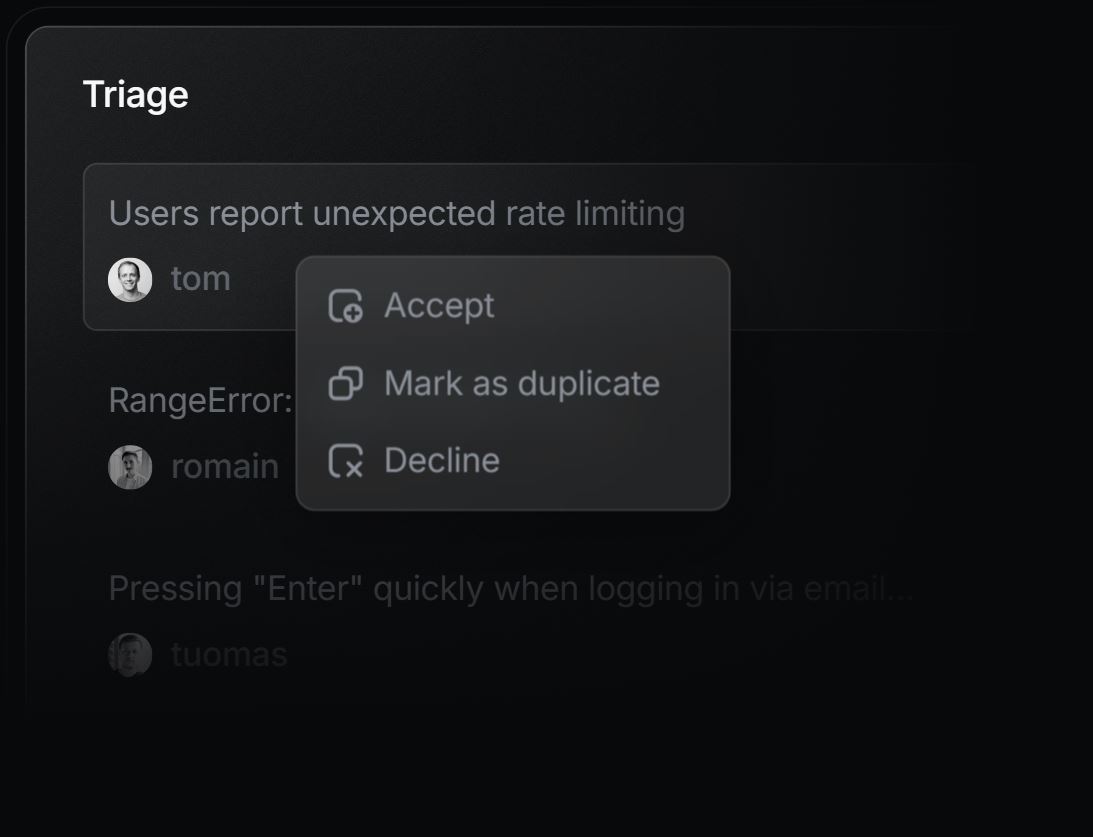 Triage
Users report unexpected rate limiting
tom
Accept
Mark as duplicate
RangeError:
Decline
romain
Pressing "Enter" quickly when logging in via email...
tuomas